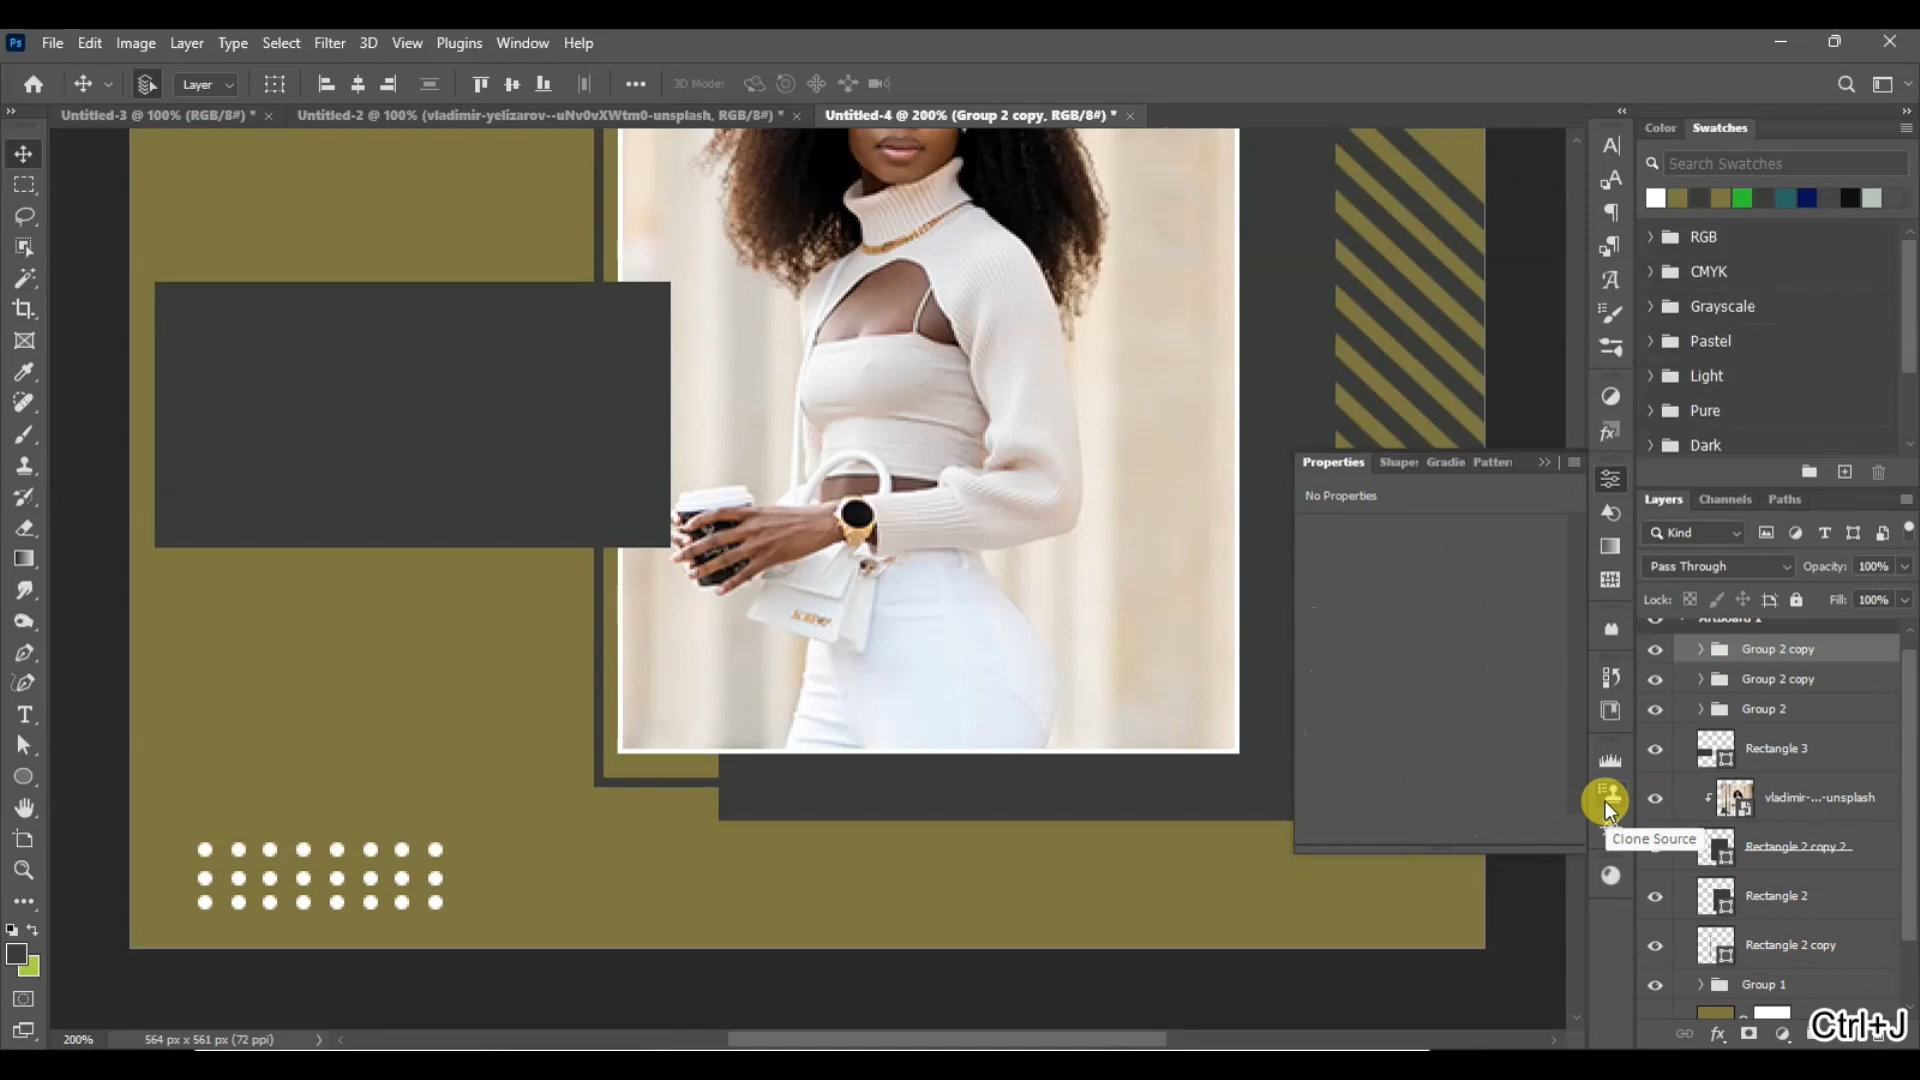 Ps File Edit Image Layer Type Select Filter 3D View Plugins Window Help
Layer 3D Mode:
Untitled-3 @ 100% (RGB/8#) * Untitled-2 @ 100% (vladimir-yelizarov--uNv0vXWtm0-unsplash, RGB/8#) * Untitled-4 @ 200% (Group 2 copy, RGB/8#) *
Color Swatches
Search Swatches
RGB
CMYK
Grayscale
Pastel
Light
Pure
Dark
Properties Shape: Gradie Patter
No Properties
Layers Channels Paths
Kind
Pass Through Opacity: 100%
Lock: Fill: 100%
Artboard 1
Group 2 copy
Group 2 copy
Group 2
Rectangle 3
vladimir-...-unsplash
Clone Source
Rectangle 2 copy 2
Rectangle 2
Rectangle 2 copy
Group 1
Ctrl+J
200% 564 px x 561 px (72 ppi)